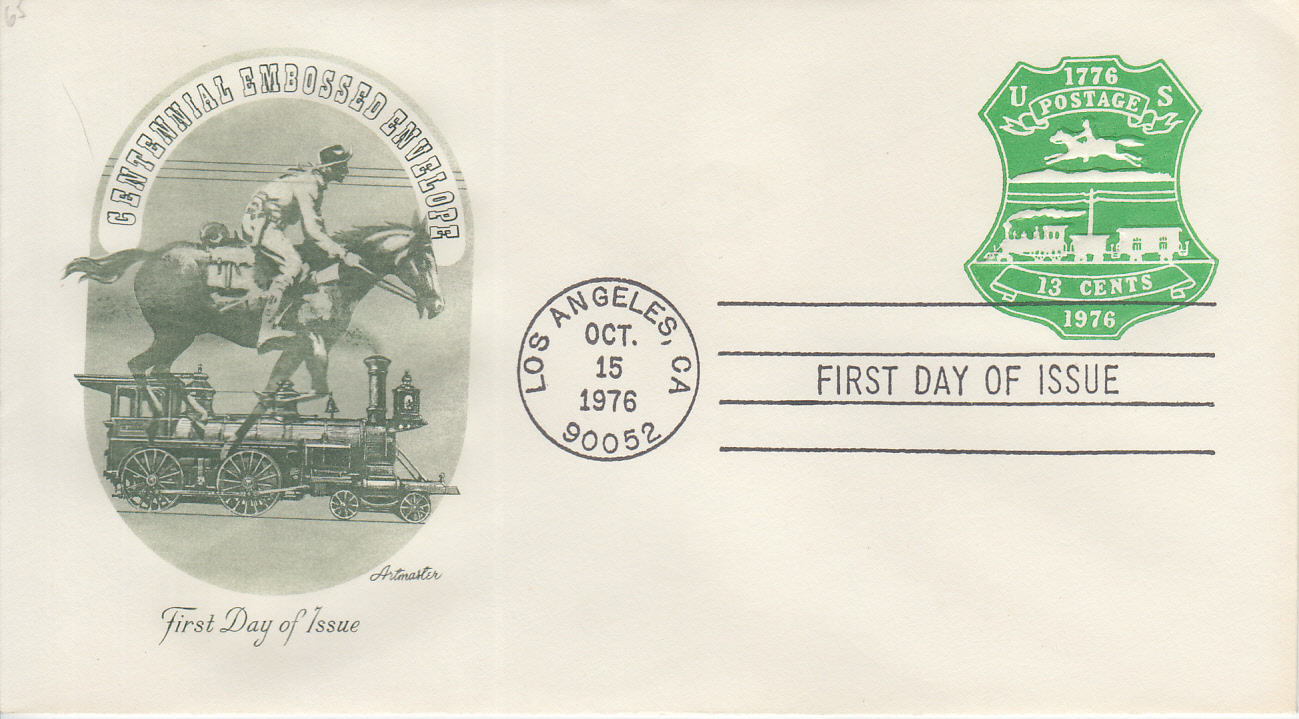 65
CENTENNIAL EMBOSSED ENVELOPE
Artmaster
First Day of Issue
LOS ANGELES, CA
OCT.
15
1976
90052
1776
U S
POSTAGE
13 CENTS
1976
FIRST DAY OF ISSUE